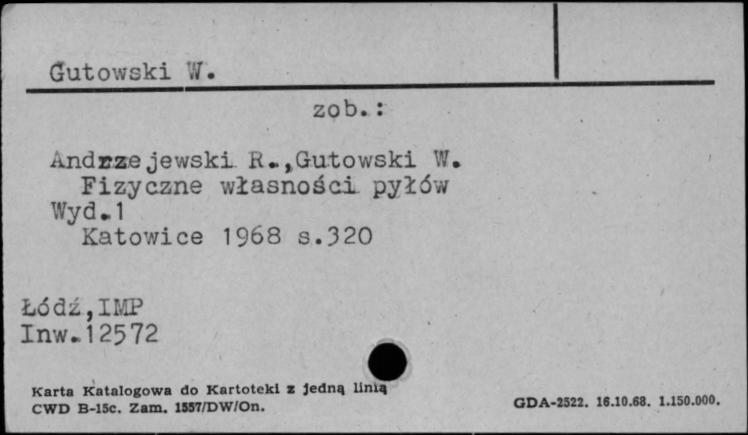 Gutowski W.
zob.:
Andrzejewski R.,Gutowski W.
Fizyczne własności pyłów
Wyd.1
Katowice 1968 s.320
Łódź,IMP
Inw.12572
Karta Katalogowa do Kartoteki z jedną linią
CWD B-15c. Zam. 1557/DW/On.
GDA-2522. 16.10.68. 1.150.000.